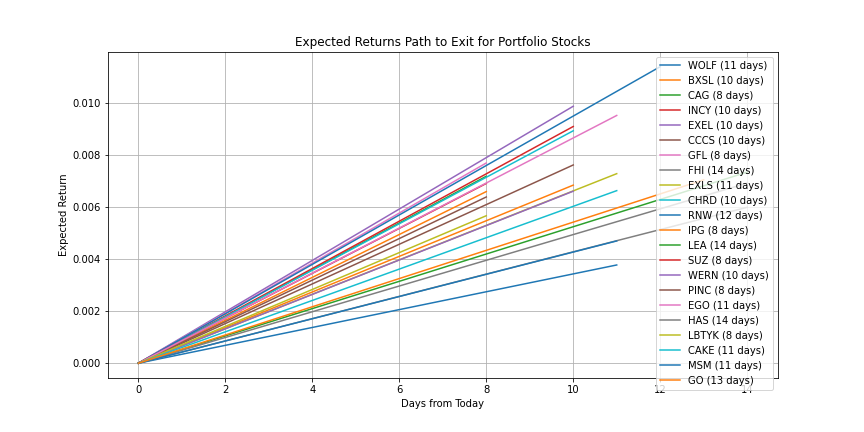 Expected Returns Path to Exit for Portfolio Stocks
Expected Return
0.010
0.008
0.006
0.004
0.002
0.000
WOLF (11 days)
BXSL (10 days)
CAG (8 days)
INCY (10 days)
EXEL (10 days)
CCCS (10 days)
GFL (8 days)
FHI (14 days)
EXLS (11 days)
CHRD (10 days)
RNW (12 days)
IPG (8 days)
LEA (14 days)
SUZ (8 days)
WERN (10 days)
PINC (8 days)
EGO (11 days)
HAS (14 days)
LBTYK (8 days)
CAKE (11 days)
MSM (11 days)
GO (13 days)
0 2 4 6 8 10 12 14
Days from Today